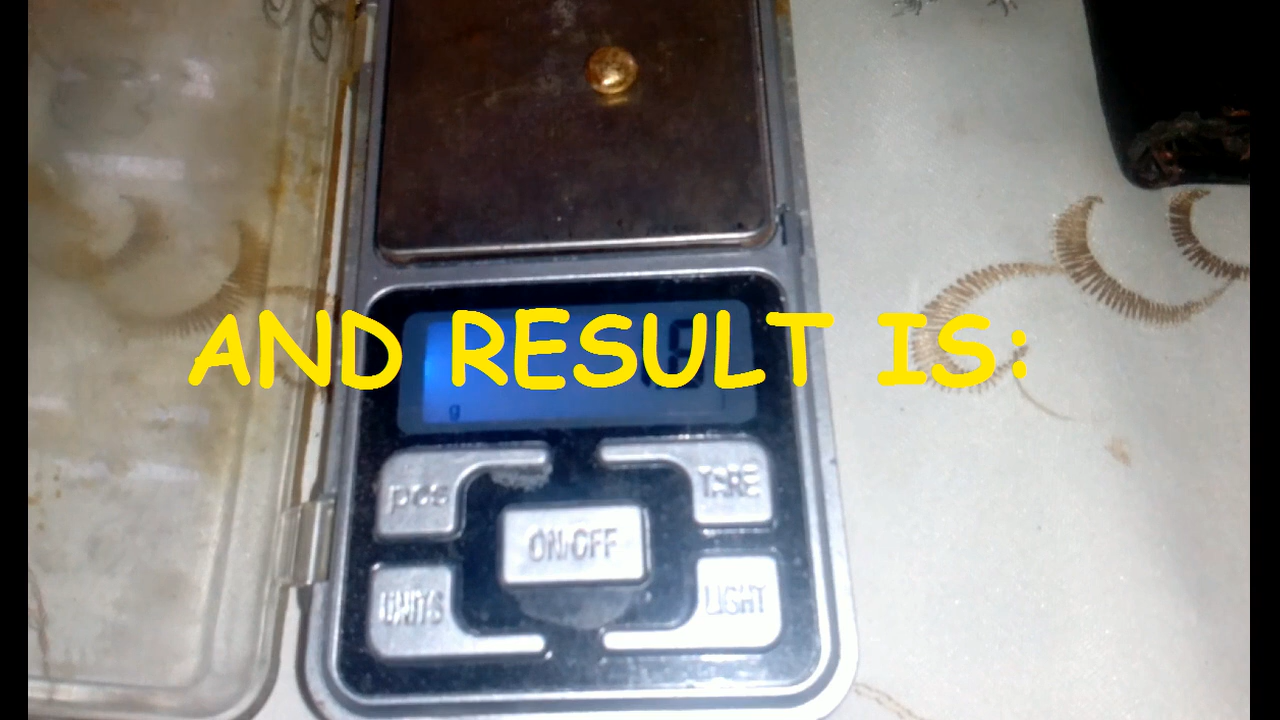 AND RESULT IS:
g
pcs
TARE
ON/OFF
UNITS
LIGHT